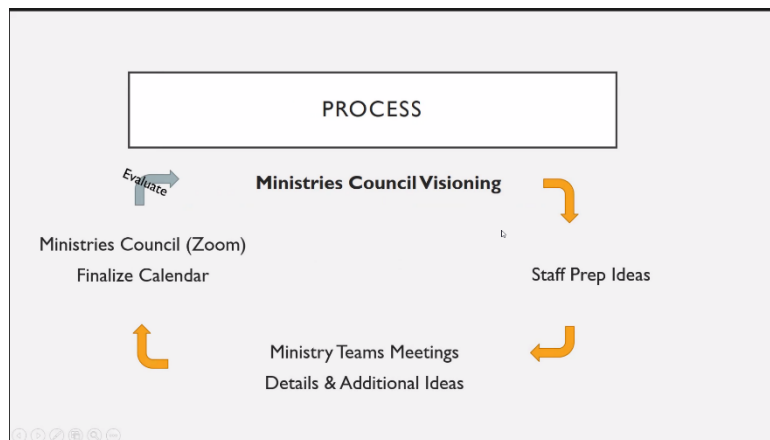 PROCESS
Evaluate
Ministries Council Visioning
Ministries Council (Zoom)
Finalize Calendar
Staff Prep Ideas
Ministry Teams Meetings
Details & Additional Ideas